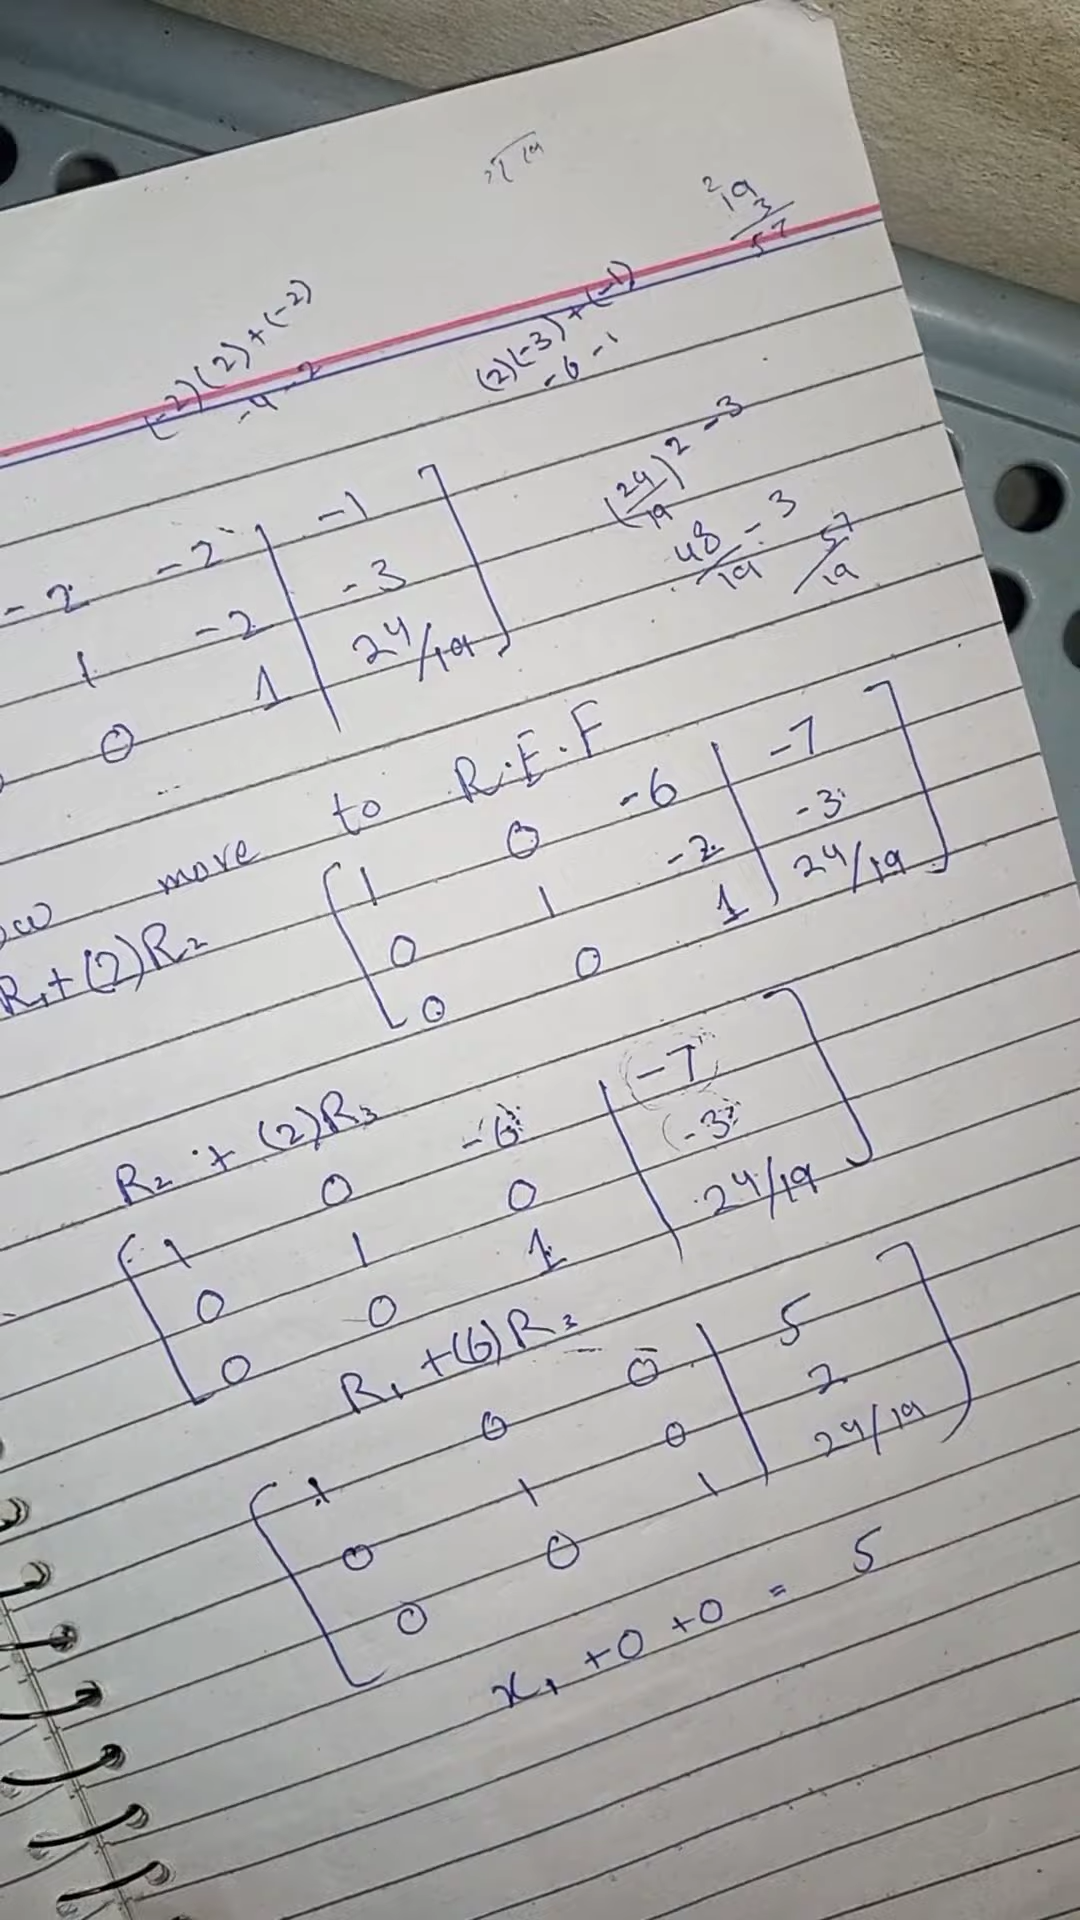 19
2 19
3
57
(-2)(2)+(-2)
-4 -2
(2)(-3)+(-1)
-6 -1
-2 -2 | -1
1 -2 | -3
0 1 | 24/19
(24/19)2 -3
48/19 - 3
57/19
move to R.E.F
R1+(2)R2
1 0 -6 | -7
0 1 -2 | -3
0 0 1 | 24/19
R2 + (2)R3
1 0 -6 | -7
0 1 0 | -3
0 0 1 | 24/19
R1 +(6)R3
1 0 0 | 5
0 1 0 | 2
0 0 1 | 24/19
x1 +0 +0 = 5